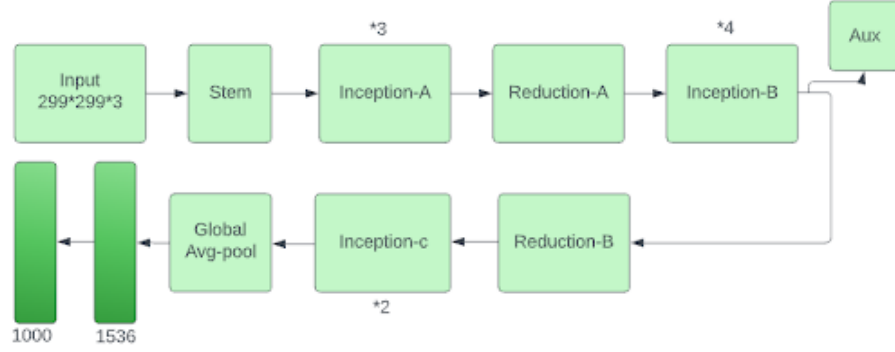 *3
*4
Aux
Input
299*299*3
Stem
Inception-A
Reduction-A
Inception-B
Global
Avg-pool
Inception-c
Reduction-B
*2
1000
1536